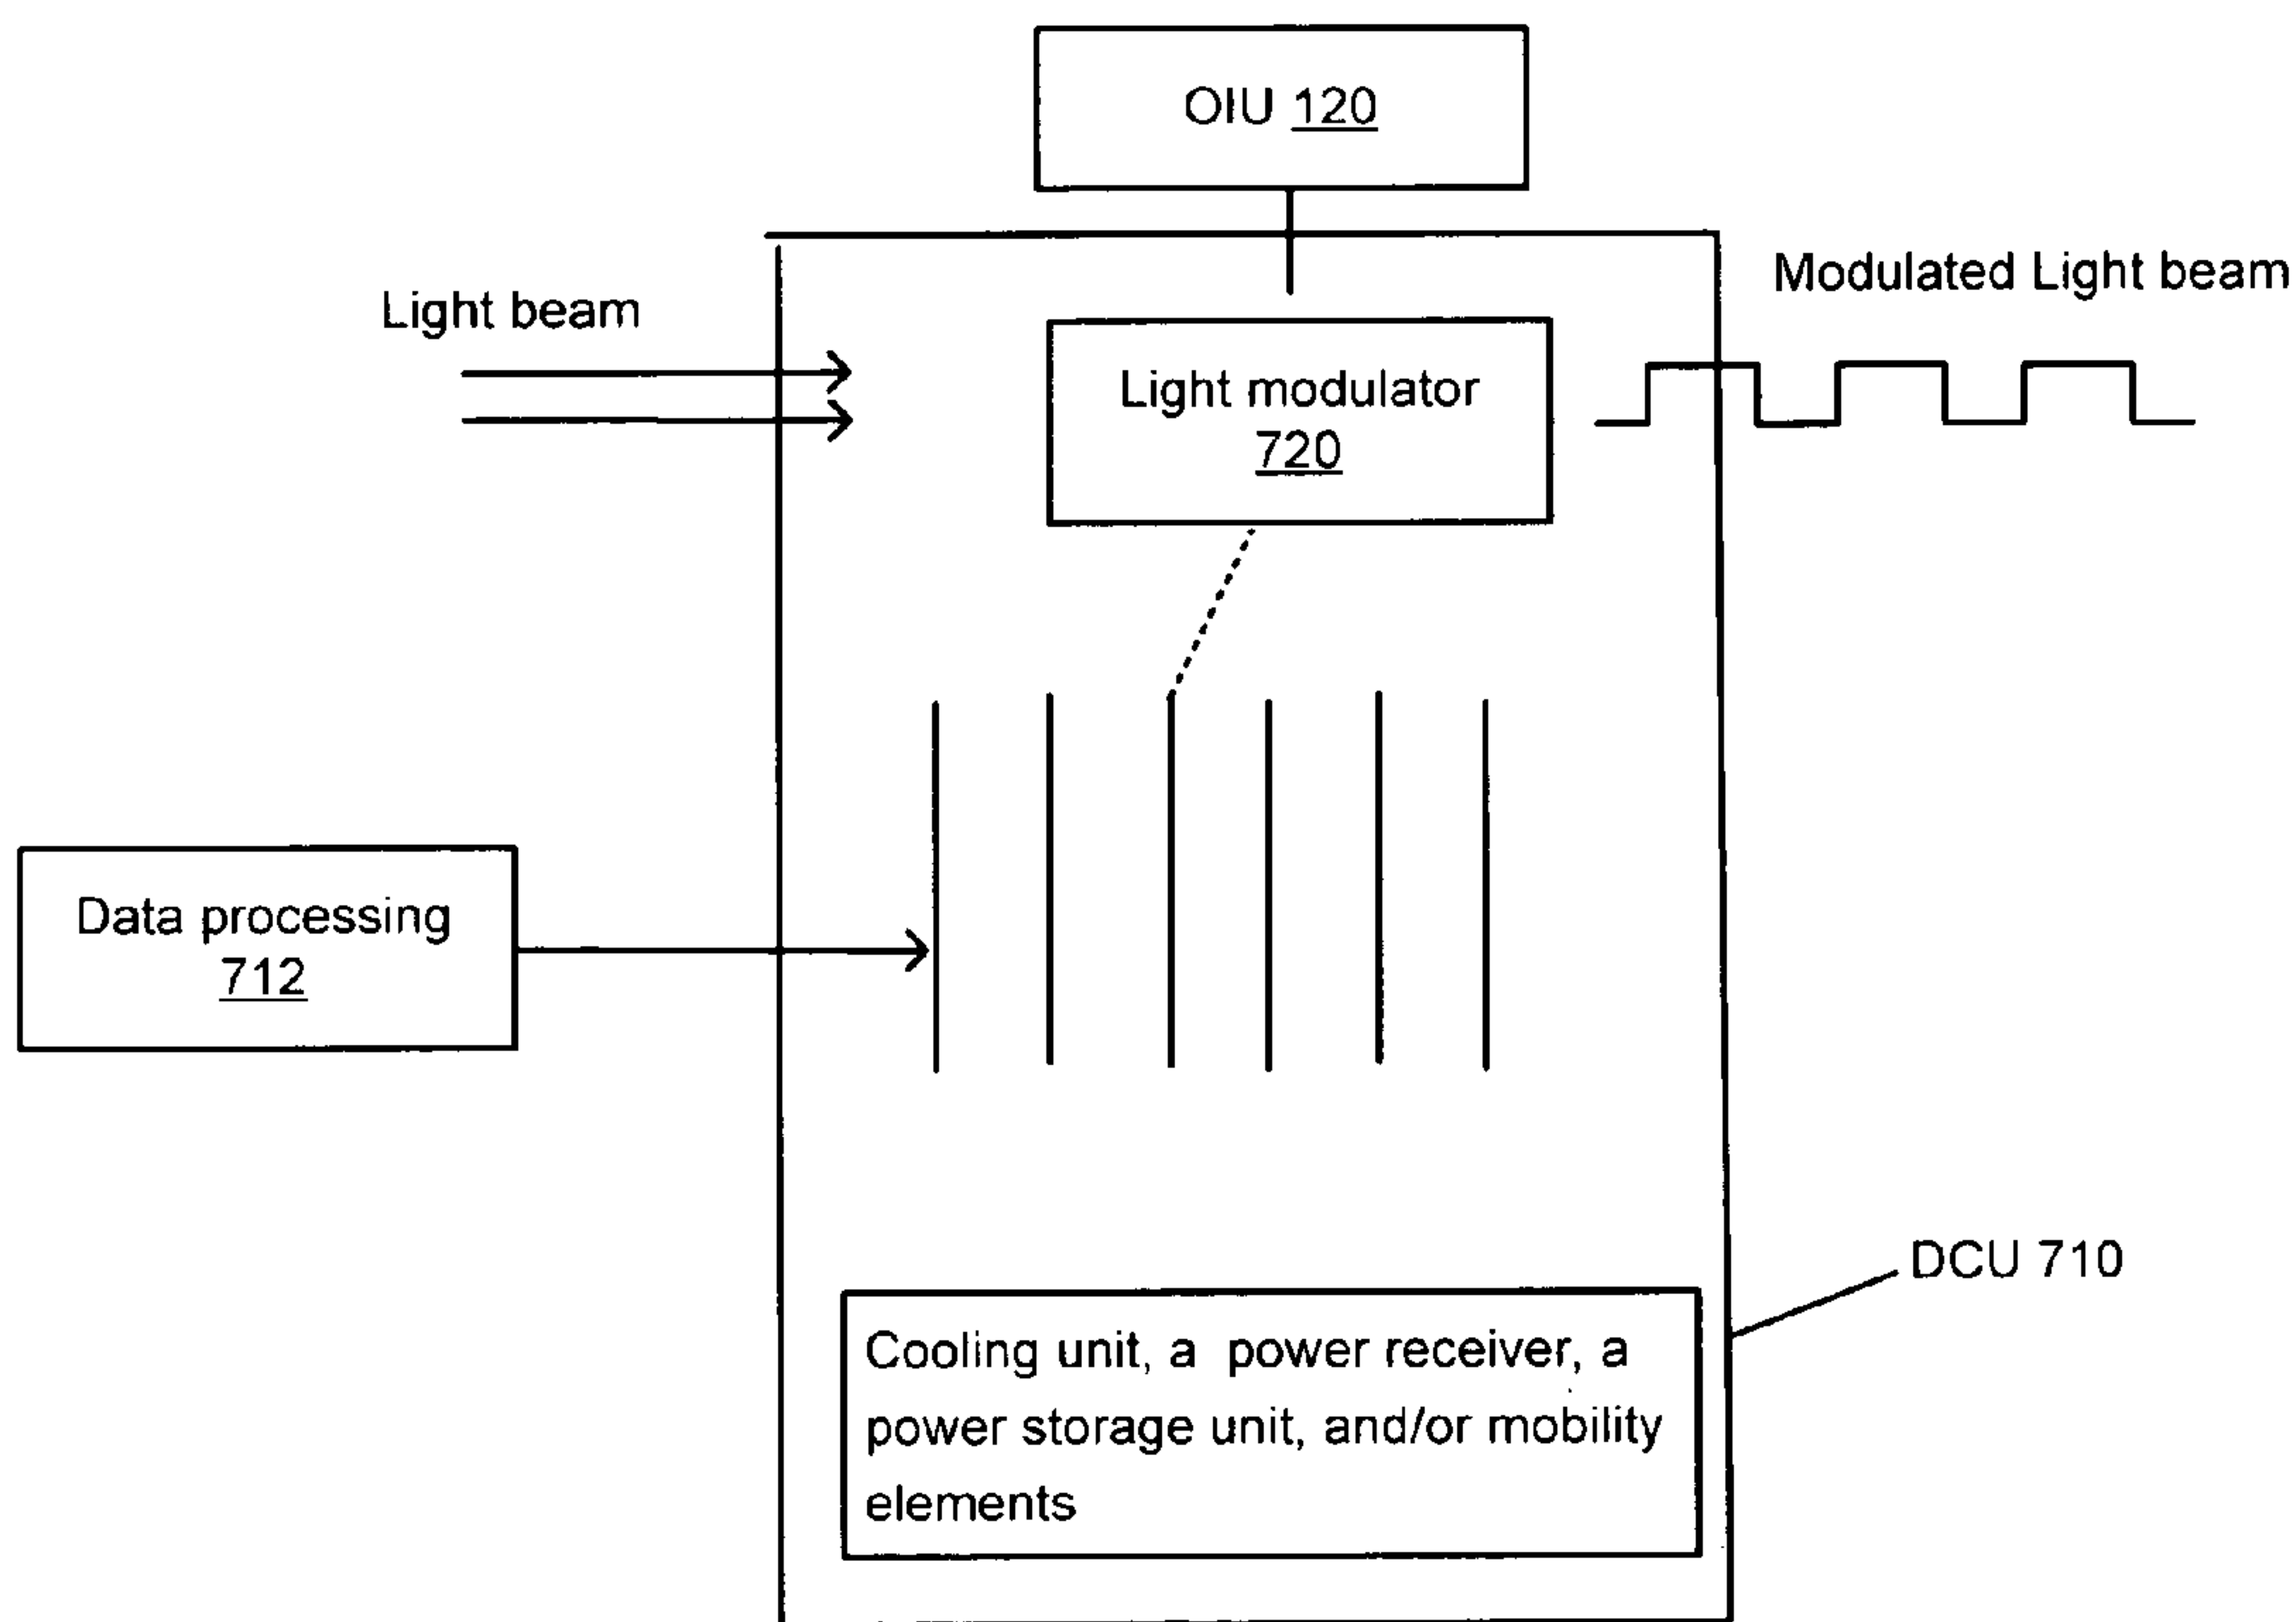 OIU 120
Modulated Light beam
Light beam
Light modulator
720
Data processing
712
DCU 710
Cooling unit, a power receiver, a
power storage unit, and/or mobility
elements